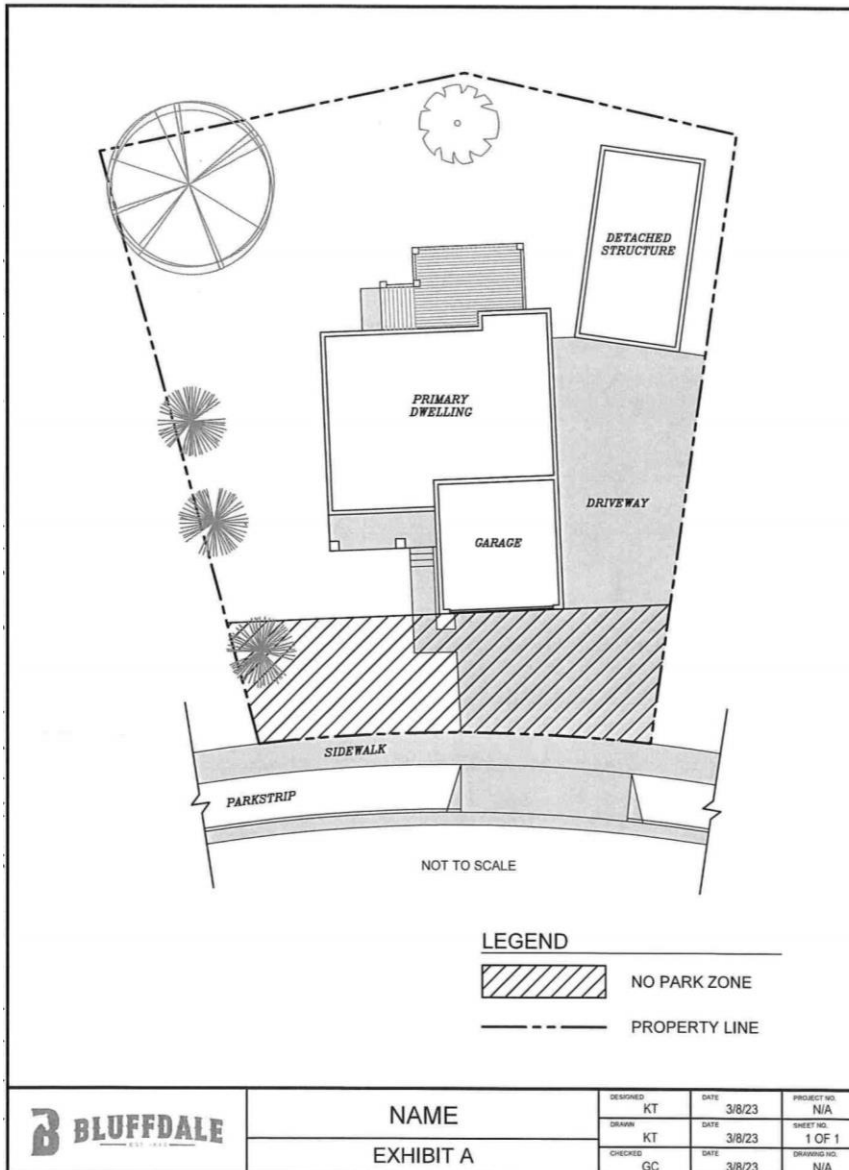 DETACHED
STRUCTURE
PRIMARY
DWELLING
DRIVEWAY
GARAGE
SIDEWALK
PARKSTRIP
NOT TO SCALE
LEGEND
NO PARK ZONE
PROPERTY LINE
B BLUFFDALE
NAME
EXHIBIT A
DESIGNED
KT
DATE
3/8/23
PROJECT NO.
N/A
DRAWN
KT
DATE
3/8/23
SHEET NO.
1 OF 1
CHECKED
GC
DATE
3/8/23
DRAWING NO.
N/A